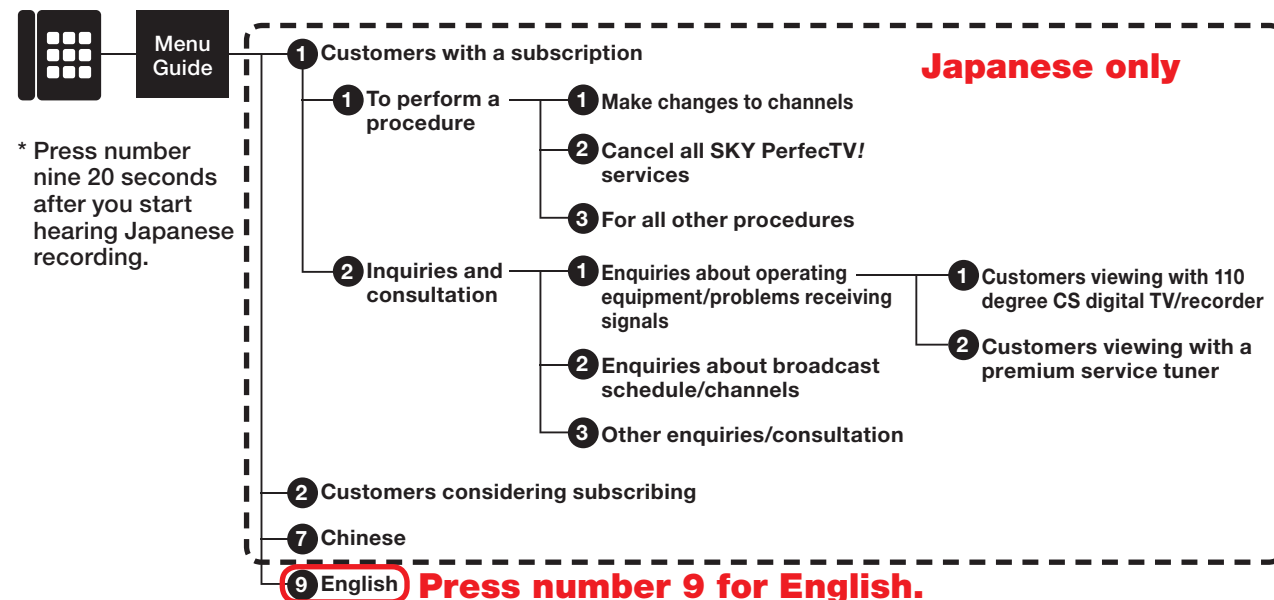 Menu
Guide
* Press number
nine 20 seconds
after you start
hearing Japanese
recording.
Japanese only
1 Customers with a subscription
1 To perform a
procedure
1 Make changes to channels
2 Cancel all SKY PerfecTV!
services
3 For all other procedures
2 Inquiries and
consultation
1 Enquiries about operating
equipment/problems receiving
signals
1 Customers viewing with 110
degree CS digital TV/recorder
2 Customers viewing with a
premium service tuner
2 Enquiries about broadcast
schedule/channels
3 Other enquiries/consultation
2 Customers considering subscribing
7 Chinese
9 English
Press number 9 for English.